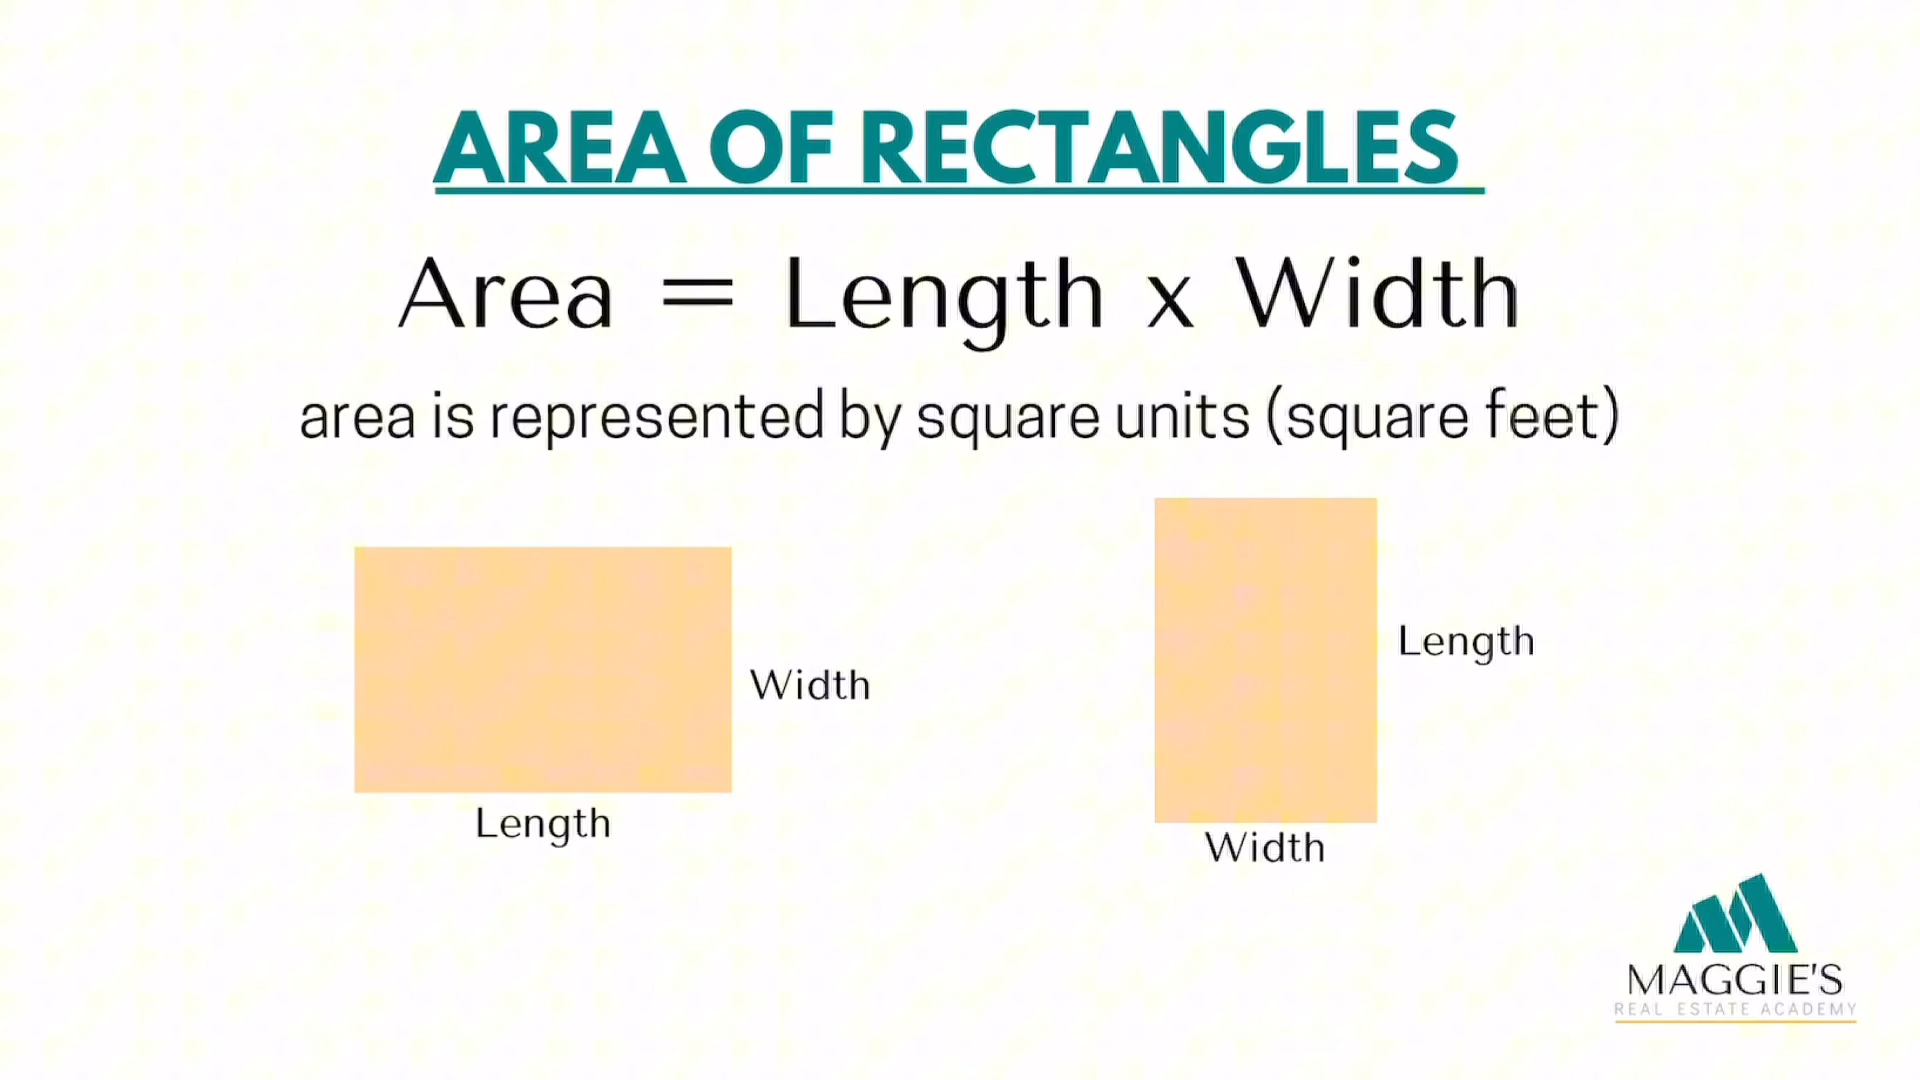 AREA OF RECTANGLES
Area = Length x Width
area is represented by square units (square feet)
Width
Length
Length
Width
MAGGIE'S
REAL ESTATE ACADEMY